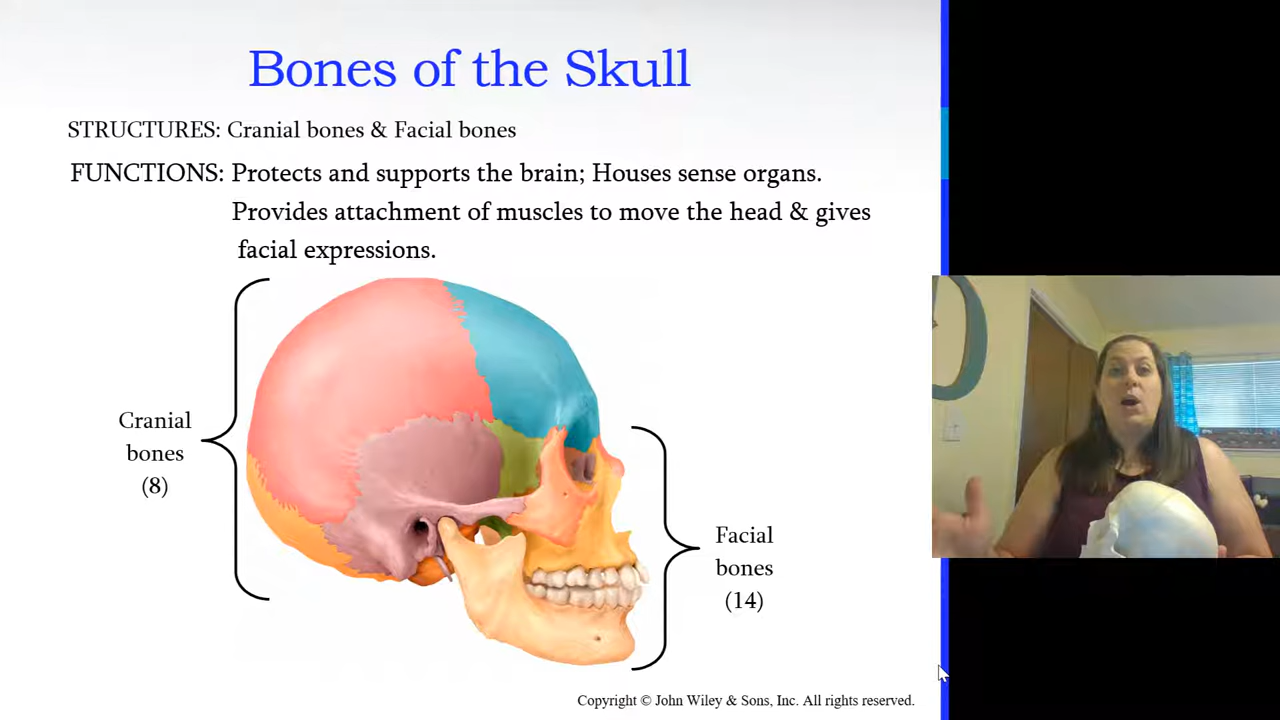 Bones of the Skull
STRUCTURES: Cranial bones & Facial bones
FUNCTIONS: Protects and supports the brain; Houses sense organs.
Provides attachment of muscles to move the head & gives
facial expressions.
Cranial
bones
(8)
Facial
bones
(14)
Copyright © John Wiley & Sons, Inc. All rights reserved.